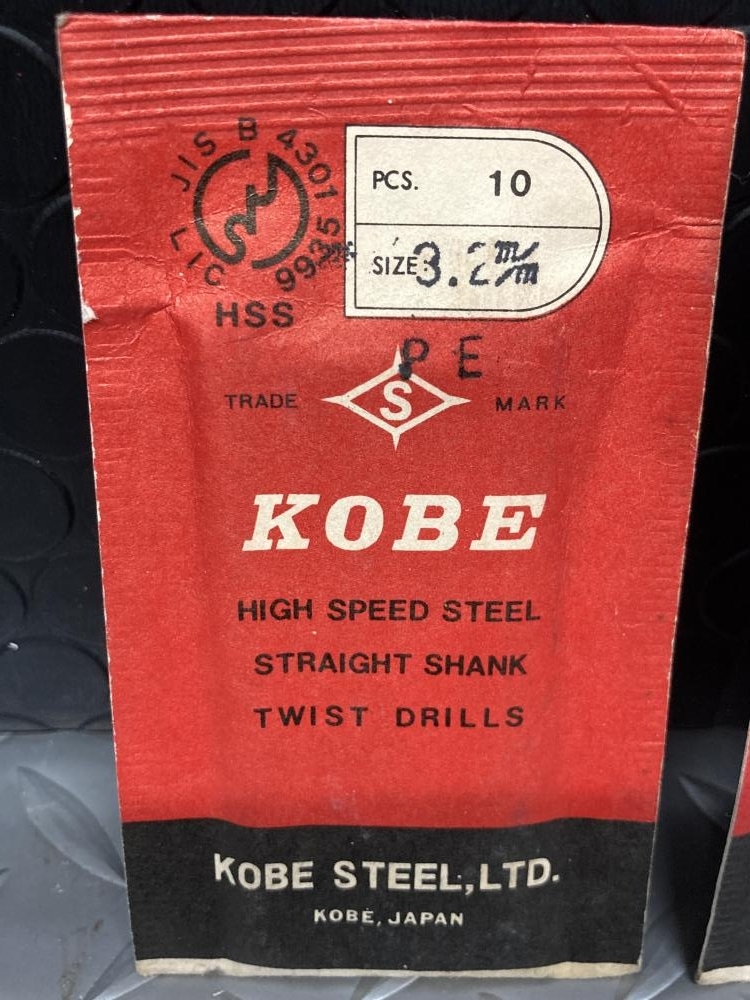 JIS B 4301
LIC 9935
HSS
PCS. 10
SIZE 3.2 m/m
P E
TRADE S MARK
KOBE
HIGH SPEED STEEL
STRAIGHT SHANK
TWIST DRILLS
KOBE STEEL, LTD.
KOBE, JAPAN